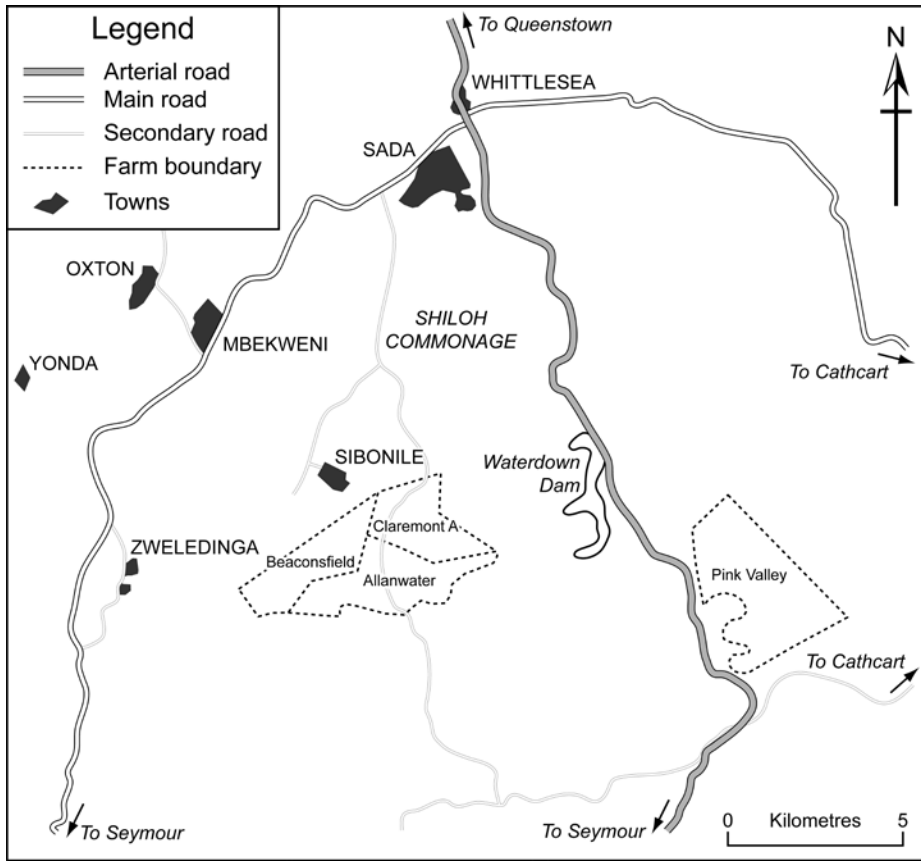 Legend
Arterial road
Main road
Secondary road
Farm boundary
Towns
To Queenstown
N
WHITTLESEA
SADA
OXTON
MBEKWENI
SHILOH
COMMONAGE
YONDA
To Cathcart
SIBONILE
Waterdown
Dam
Claremont A
ZWELEDINGA
Beaconsfield
Allanwater
Pink Valley
To Cathcart
To Seymour
To Seymour
0 Kilometres 5